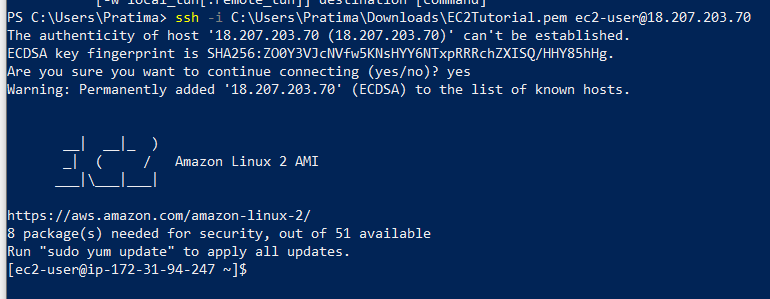 [-w local_tun[:remote_tun]] destination [command]
PS C:\Users\Pratima> ssh -i C:\Users\Pratima\Downloads\EC2Tutorial.pem ec2-user@18.207.203.70
The authenticity of host '18.207.203.70 (18.207.203.70)' can't be established.
ECDSA key fingerprint is SHA256:ZO0Y3VJcNVfw5KNsHYY6NTxpRRRchZXISQ/HHY85hHg.
Are you sure you want to continue connecting (yes/no)? yes
Warning: Permanently added '18.207.203.70' (ECDSA) to the list of known hosts.
__|  __|_  )
_|  (     /   Amazon Linux 2 AMI
___|\___|___|
https://aws.amazon.com/amazon-linux-2/
8 package(s) needed for security, out of 51 available
Run "sudo yum update" to apply all updates.
[ec2-user@ip-172-31-94-247 ~]$